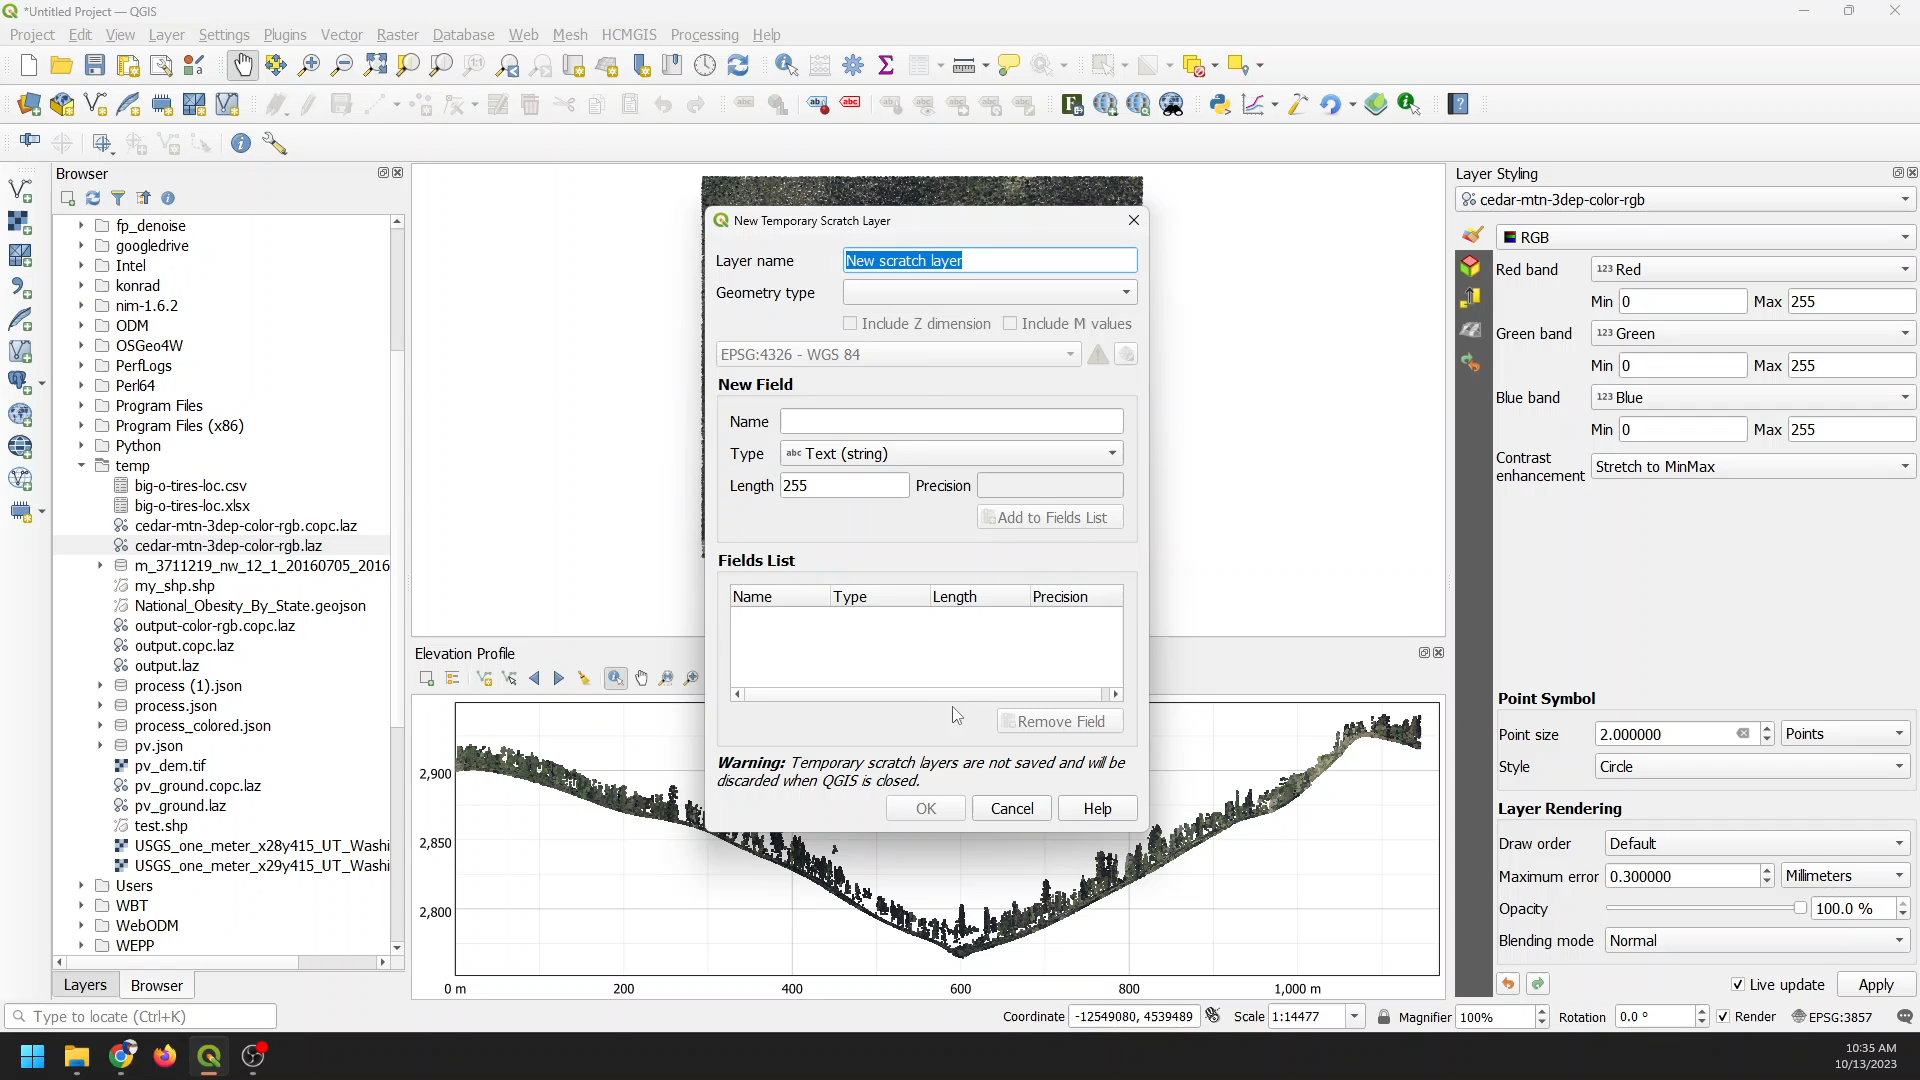 *Untitled Project — QGIS
Project Edit View Layer Settings Plugins Vector Raster Database Web Mesh HCMGIS Processing Help
Browser
fp_denoise
googledrive
Intel
konrad
nim-1.6.2
ODM
OSGeo4W
PerfLogs
Perl64
Program Files
Program Files (x86)
Python
temp
big-o-tires-loc.csv
big-o-tires-loc.xlsx
cedar-mtn-3dep-color-rgb.copc.laz
cedar-mtn-3dep-color-rgb.laz
m_3711219_nw_12_1_20160705_2016
my_shp.shp
National_Obesity_By_State.geojson
output-color-rgb.copc.laz
output.copc.laz
output.laz
process (1).json
process.json
process_colored.json
pv.json
pv_dem.tif
pv_ground.copc.laz
pv_ground.laz
test.shp
USGS_one_meter_x28y415_UT_Washi
USGS_one_meter_x29y415_UT_Washi
Users
WBT
WebODM
WEPP
Layers Browser
New Temporary Scratch Layer
Layer name New scratch layer
Geometry type
Include Z dimension Include M values
EPSG:4326 - WGS 84
New Field
Name
Type abc Text (string)
Length 255 Precision
Add to Fields List
Fields List
Name Type Length Precision
Remove Field
Warning: Temporary scratch layers are not saved and will be
discarded when QGIS is closed.
OK Cancel Help
Elevation Profile
2,900
2,850
2,800
0 m 200 400 600 800 1,000 m
Layer Styling
cedar-mtn-3dep-color-rgb
RGB
Red band 123 Red
Min 0 Max 255
Green band 123 Green
Min 0 Max 255
Blue band 123 Blue
Min 0 Max 255
Contrast
enhancement Stretch to MinMax
Point Symbol
Point size 2.000000 Points
Style Circle
Layer Rendering
Draw order Default
Maximum error 0.300000 Millimeters
Opacity 100.0 %
Blending mode Normal
Live update Apply
Type to locate (Ctrl+K) Coordinate -12549080, 4539489 Scale 1:14477 Magnifier 100% Rotation 0.0 ° Render EPSG:3857
10:35 AM
10/13/2023